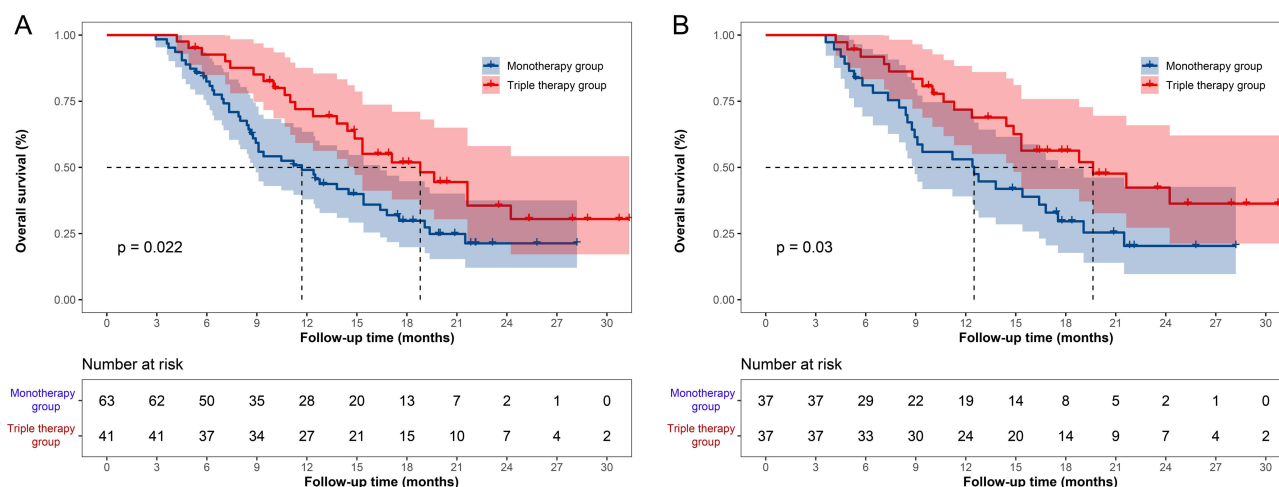 A
1.00
0.75
0.50
0.25
0.00
Overall survival (%)
Monotherapy group
Triple therapy group
p = 0.022
0 3 6 9 12 15 18 21 24 27 30
Follow-up time (months)
Number at risk
Monotherapy
group
63 62 50 35 28 20 13 7 2 1 0
Triple therapy
group
41 41 37 34 27 21 15 10 7 4 2
0 3 6 9 12 15 18 21 24 27 30
Follow-up time (months)
B
1.00
0.75
0.50
0.25
0.00
Overall survival (%)
Monotherapy group
Triple therapy group
p = 0.03
0 3 6 9 12 15 18 21 24 27 30
Follow-up time (months)
Number at risk
Monotherapy
group
37 37 29 22 19 14 8 5 2 1 0
Triple therapy
group
37 37 33 30 24 20 14 9 7 4 2
0 3 6 9 12 15 18 21 24 27 30
Follow-up time (months)